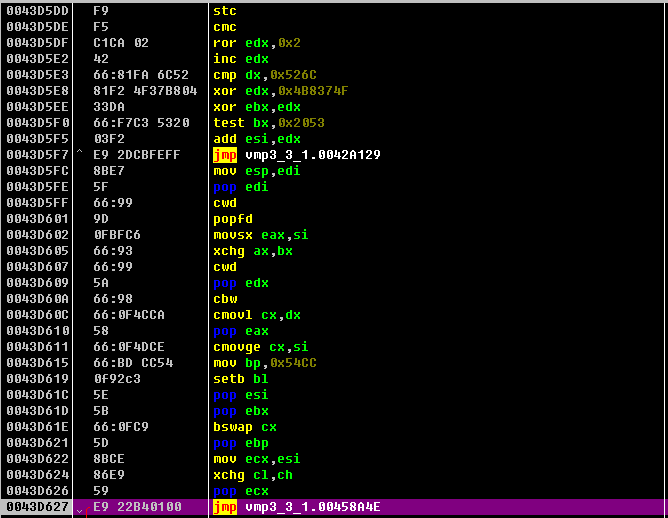 0043D5DD F9 stc
0043D5DE F5 cmc
0043D5DF C1CA 02 ror edx,0x2
0043D5E2 42 inc edx
0043D5E3 66:81FA 6C52 cmp dx,0x526C
0043D5E8 81F2 4F37B804 xor edx,0x4B8374F
0043D5EE 33DA xor ebx,edx
0043D5F0 66:F7C3 5320 test bx,0x2053
0043D5F5 03F2 add esi,edx
0043D5F7 ^ E9 2DCBFEFF jmp vmp3_3_1.0042A129
0043D5FC 8BE7 mov esp,edi
0043D5FE 5F pop edi
0043D5FF 66:99 cwd
0043D601 9D popfd
0043D602 0FBFC6 movsx eax,si
0043D605 66:93 xchg ax,bx
0043D607 66:99 cwd
0043D609 5A pop edx
0043D60A 66:98 cbw
0043D60C 66:0F4CCA cmovl cx,dx
0043D610 58 pop eax
0043D611 66:0F4DCE cmovge cx,si
0043D615 66:BD CC54 mov bp,0x54CC
0043D619 0f92c3 setb bl
0043D61C 5E pop esi
0043D61D 5B pop ebx
0043D61E 66:0FC9 bswap cx
0043D621 5D pop ebp
0043D622 8BCE mov ecx,esi
0043D624 86E9 xchg cl,ch
0043D626 59 pop ecx
0043D627 E9 22B40100 jmp vmp3_3_1.00458A4E